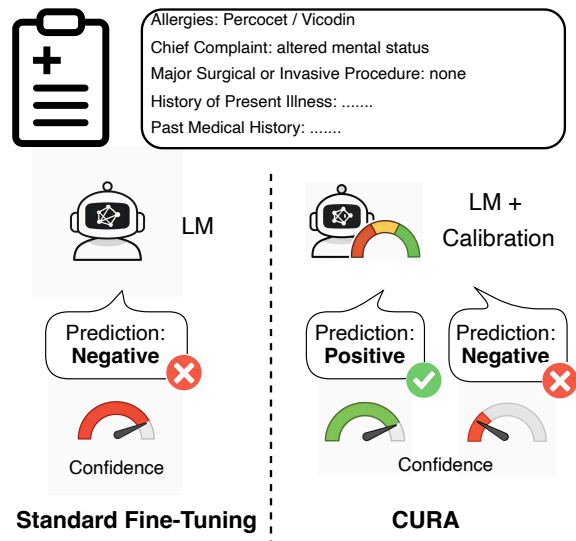 Allergies: Percocet / Vicodin
Chief Complaint: altered mental status
Major Surgical or Invasive Procedure: none
History of Present Illness: .......
Past Medical History: .......
LM
LM +
Calibration
Prediction:
Negative
Prediction:
Positive
Prediction:
Negative
Confidence
Confidence
Standard Fine-Tuning
CURA